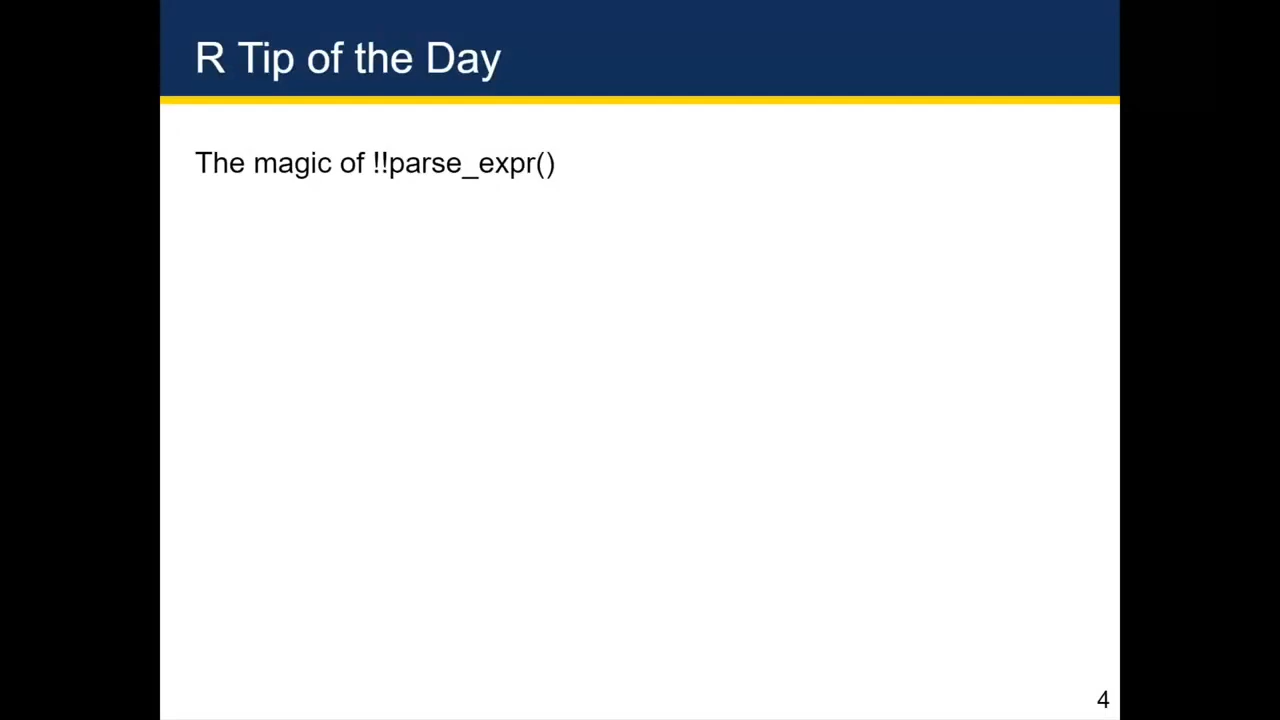 R Tip of the Day
The magic of !!parse_expr()
4